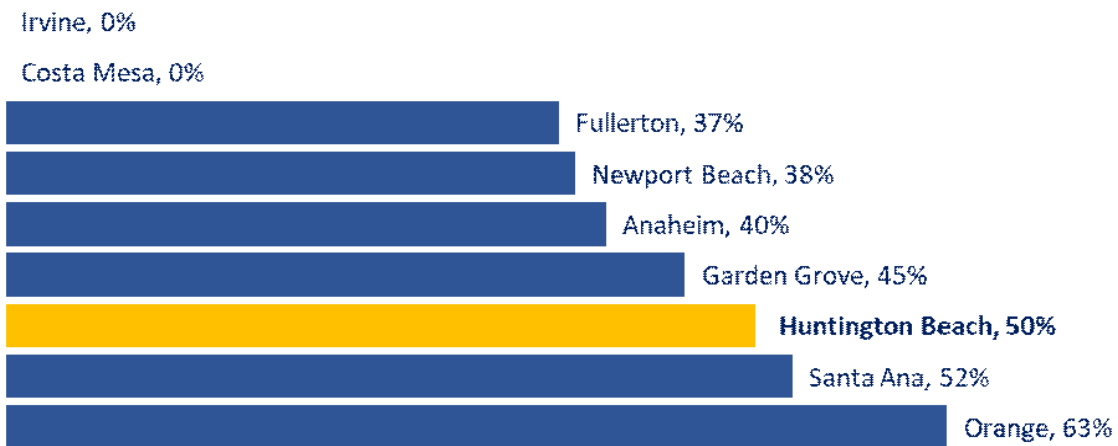 Irvine, 0%
Costa Mesa, 0%
Fullerton, 37%
Newport Beach, 38%
Anaheim, 40%
Garden Grove, 45%
Huntington Beach, 50%
Santa Ana, 52%
Orange, 63%